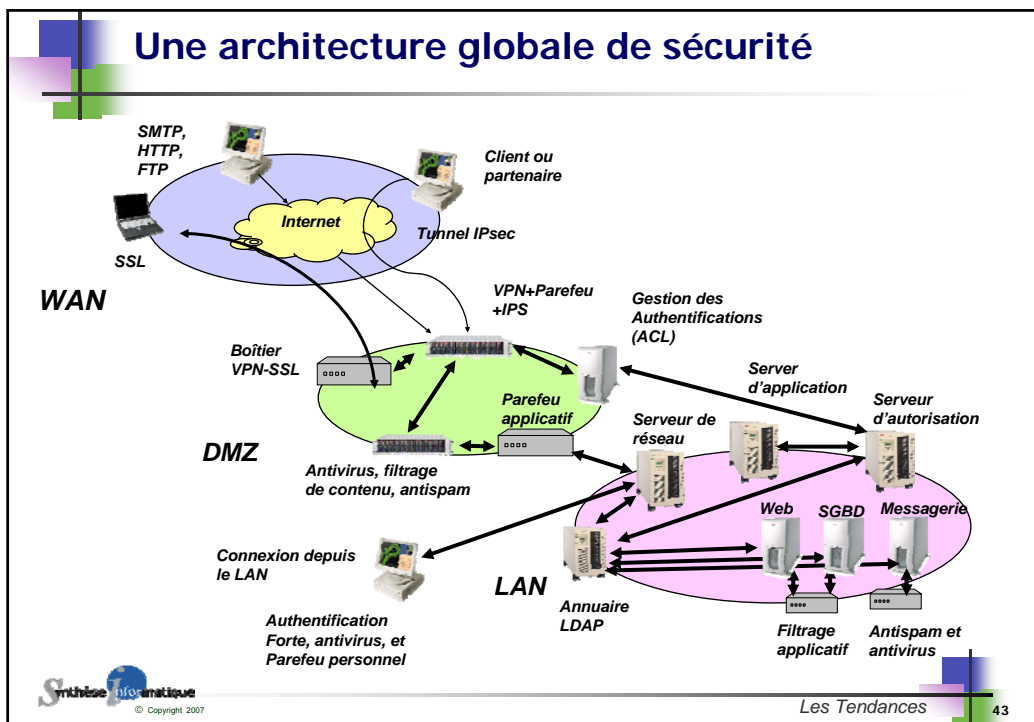 Une architecture globale de sécurité
SMTP,
HTTP,
FTP
Client ou
partenaire
Internet
Tunnel IPsec
SSL
WAN
VPN+Parefeu
+IPS
Gestion des
Authentifications
(ACL)
Boîtier
VPN-SSL
Server
d'application
Parefeu
applicatif
Serveur de
réseau
Serveur
d'autorisation
DMZ
Antivirus, filtrage
de contenu, antispam
Web
SGBD
Messagerie
Connexion depuis
le LAN
LAN
Annuaire
LDAP
Authentification
Forte, antivirus, et
Parefeu personnel
Filtrage
applicatif
Antispam et
antivirus
Synthèse Informatique
© Copyright 2007
Les Tendances
43